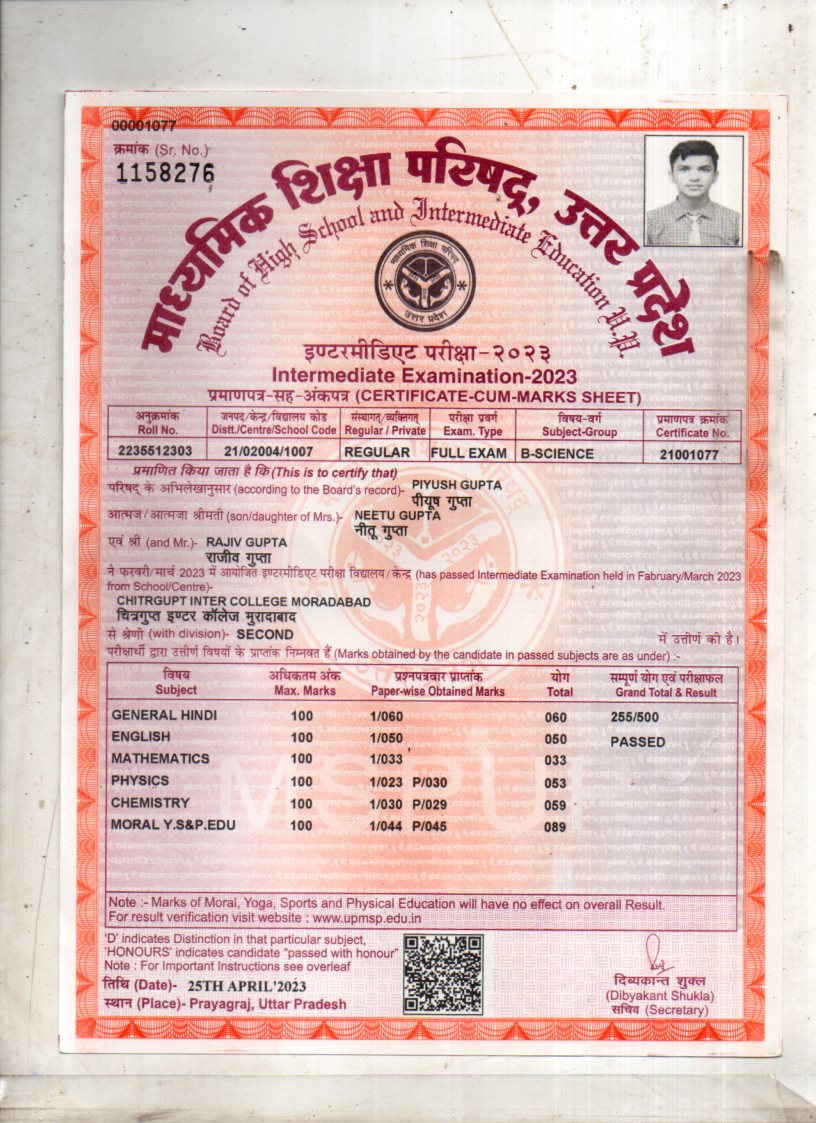 00001077
क्रमांक (Sr, No.)
1158276
माध्यमिक शिक्षा परिषद्, उत्तर प्रदेश
Board of High School and Intermediate Education U.P.
माध्यमिक शिक्षा परिषद
उत्तर प्रदेश
इण्टरमीडिएट परीक्षा-२०२३
Intermediate Examination-2023
प्रमाणपत्र-सह-अंकपत्र (CERTIFICATE-CUM-MARKS SHEET)
अनुक्रमांक जनपद/केन्द्र/विद्यालय कोड संस्थागत/व्यक्तिगत परीक्षा प्रवर्ग विषय-वर्ग प्रमाणपत्र क्रमांक
Roll No. Distt./Centre/School Code Regular / Private Exam. Type Subject-Group Certificate No.
2235512303 21/02004/1007 REGULAR FULL EXAM B-SCIENCE 21001077
प्रमाणित किया जाता है कि (This is to certify that)
परिषद् के अभिलेखानुसार (according to the Board's record)- PIYUSH GUPTA
पीयूष गुप्ता
आत्मज/आत्मजा श्रीमती (son/daughter of Mrs.)- NEETU GUPTA
नीतू गुप्ता
एवं श्री (and Mr.)- RAJIV GUPTA
राजीव गुप्ता
ने फरवरी/मार्च 2023 में आयोजित इण्टरमीडिएट परीक्षा विद्यालय/केन्द्र (has passed Intermediate Examination held in Fabruary/March 2023
from School/Centre)-
CHITRGUPT INTER COLLEGE MORADABAD
चित्रगुप्त इण्टर कॉलेज मुरादाबाद
से श्रेणी (with division)- SECOND में उत्तीर्ण की है।
परीक्षार्थी द्वारा उत्तीर्ण विषयों के प्राप्तांक निम्नवत हैं (Marks obtained by the candidate in passed subjects are as under) :-
विषय अधिकतम अंक प्रश्नपत्रवार प्राप्तांक योग सम्पूर्ण योग एवं परीक्षाफल
Subject Max. Marks Paper-wise Obtained Marks Total Grand Total & Result
GENERAL HINDI 100 1/060 060 255/500
ENGLISH 100 1/050 050 PASSED
MATHEMATICS 100 1/033 033
PHYSICS 100 1/023 P/030 053
CHEMISTRY 100 1/030 P/029 059
MORAL Y.S&P.EDU 100 1/044 P/045 089
MSPUP
Note :- Marks of Moral, Yoga, Sports and Physical Education will have no effect on overall Result.
For result verification visit website : www.upmsp.edu.in
'D' indicates Distinction in that particular subject,
'HONOURS' indicates candidate "passed with honour"
Note : For Important Instructions see overleaf
तिथि (Date)- 25TH APRIL'2023
स्थान (Place)- Prayagraj, Uttar Pradesh
दिब्यकान्त शुक्ल
(Dibyakant Shukla)
सचिव (Secretary)